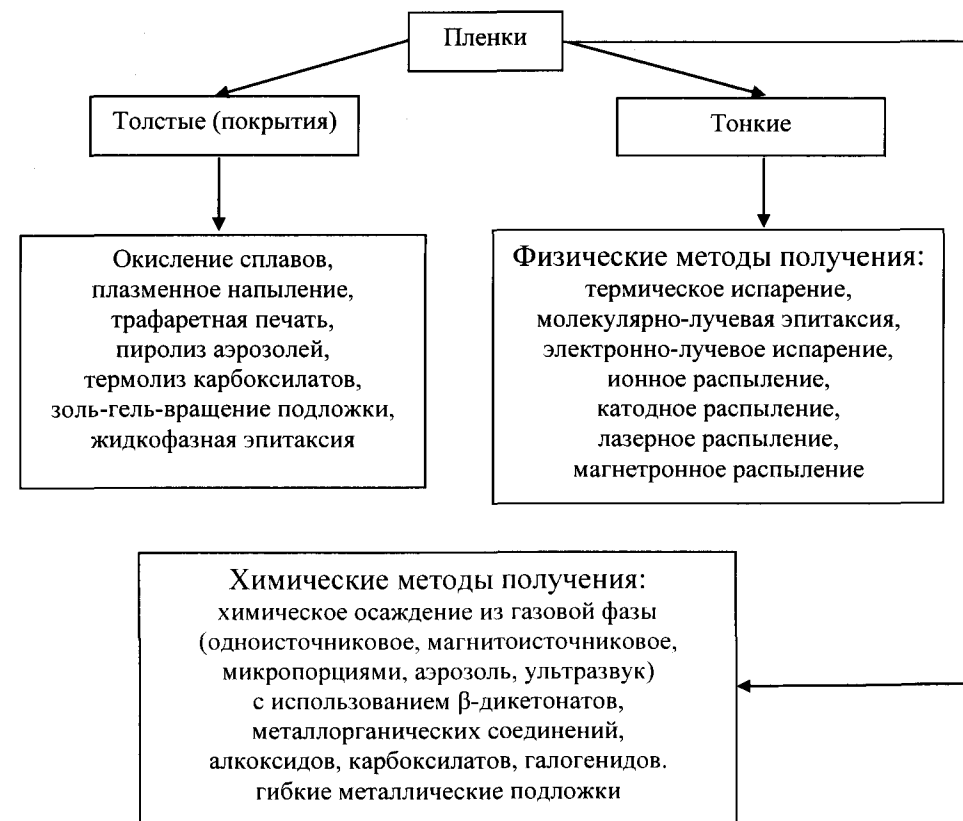 Пленки
Толстые (покрытия)
Тонкие
Окисление сплавов,
плазменное напыление,
трафаретная печать,
пиролиз аэрозолей,
термолиз карбоксилатов,
золь-гель-вращение подложки,
жидкофазная эпитаксия
Физические методы получения:
термическое испарение,
молекулярно-лучевая эпитаксия,
электронно-лучевое испарение,
ионное распыление,
катодное распыление,
лазерное распыление,
магнетронное распыление
Химические методы получения:
химическое осаждение из газовой фазы
(одноисточниковое, магнитоисточниковое,
микропорциями, аэрозоль, ультразвук)
с использованием β-дикетонатов,
металлорганических соединений,
алкоксидов, карбоксилатов, галогенидов.
гибкие металлические подложки